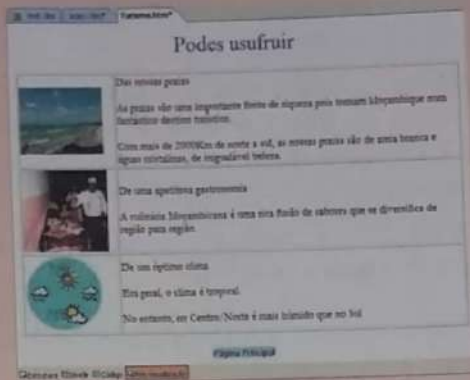 Turismo.htm*
Podes usufruir
Das nossas praias
As praias são uma importante fonte de riqueza pois tornam Moçambique num
fantástico destino turístico.
Com mais de 2000Km de norte a sul, as nossas praias são de areia branca e
águas cristalinas, de inigualável beleza.
De uma apetitosa gastronomia
A culinária Moçambicana é uma rica fusão de sabores que se diversifica de
região para região.
De um óptimo clima
Em geral, o clima é tropical.
No entanto, em Centro/Norte é mais húmido que no Sul
Página Principal